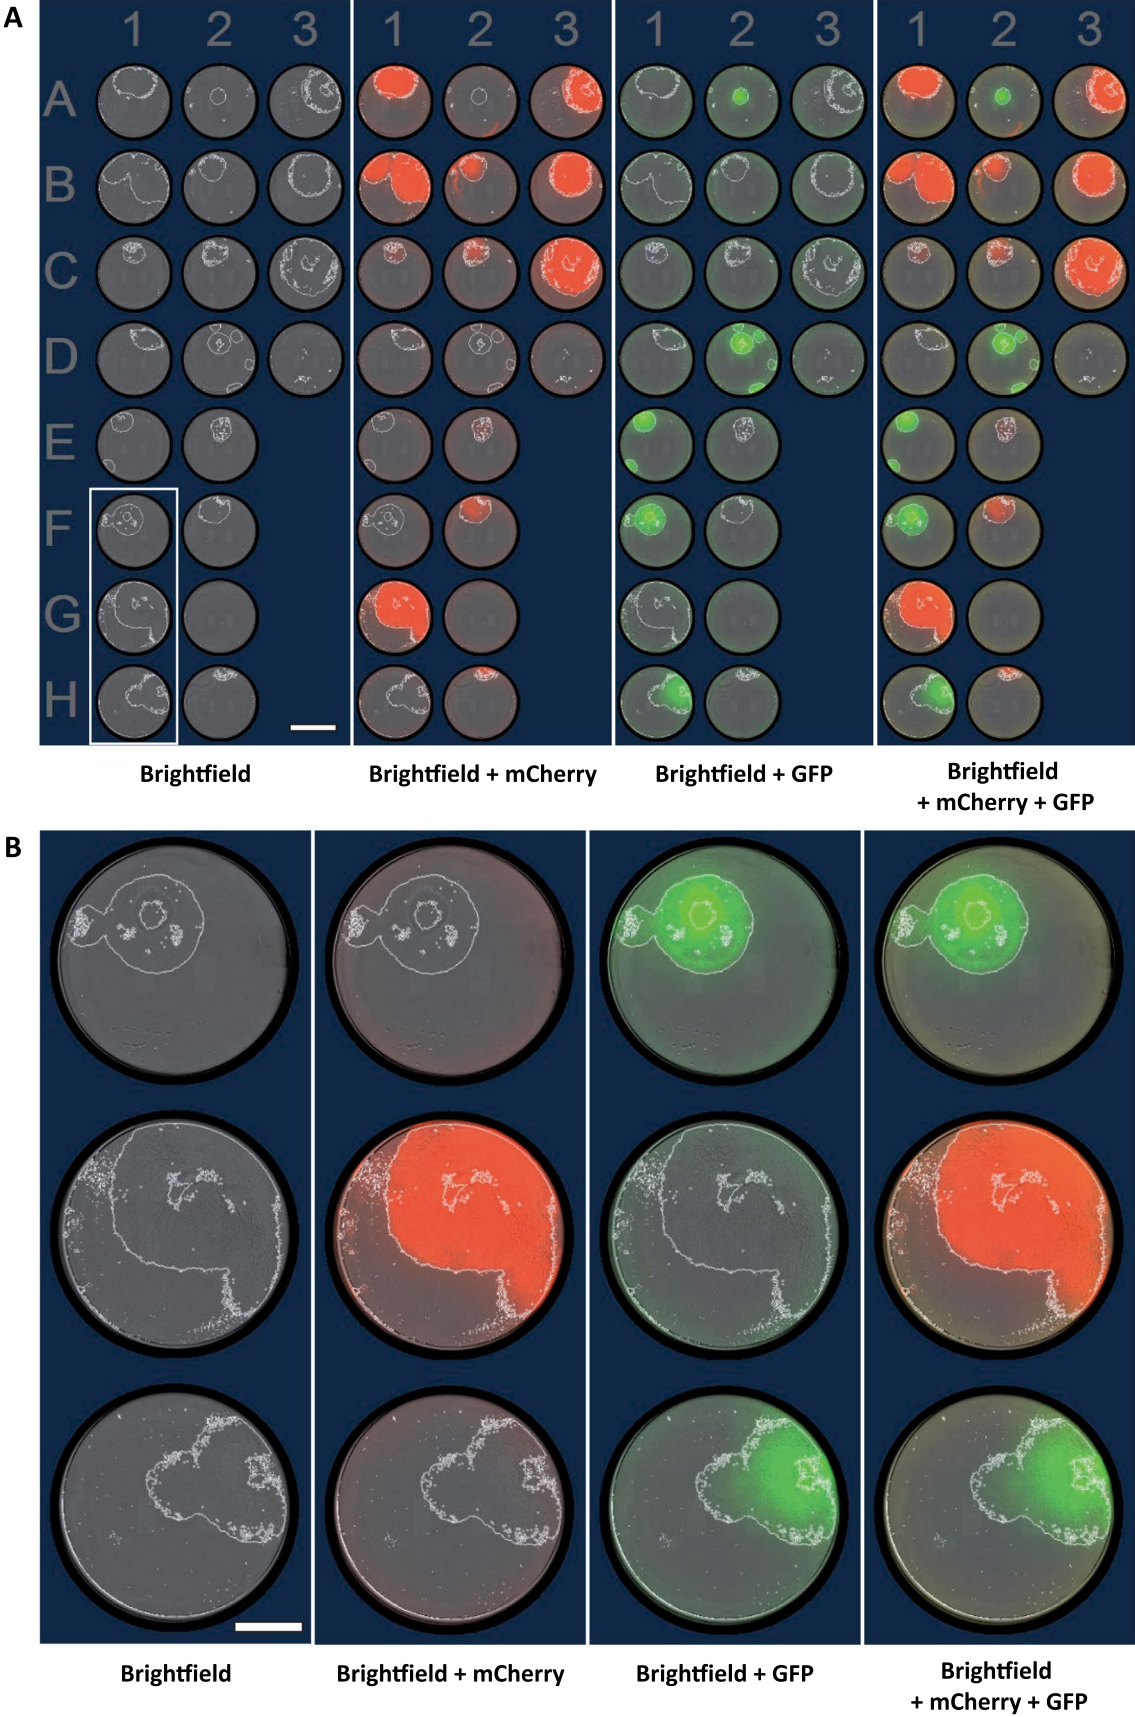 A
1 2 3 1 2 3 1 2 3 1 2 3
A
B
C
D
E
F
G
H
Brightfield
Brightfield + mCherry
Brightfield + GFP
Brightfield
+ mCherry + GFP
B
Brightfield
Brightfield + mCherry
Brightfield + GFP
Brightfield
+ mCherry + GFP